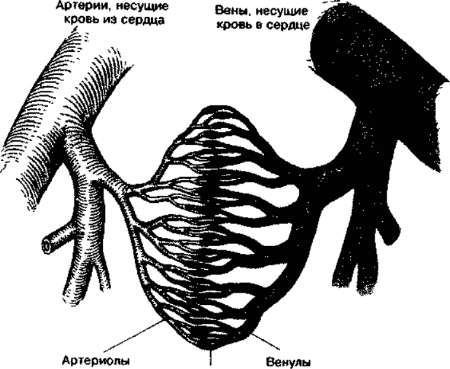 Артерии, несущие
кровь из сердца
Вены, несущие
кровь в сердце
Артериолы
Венулы